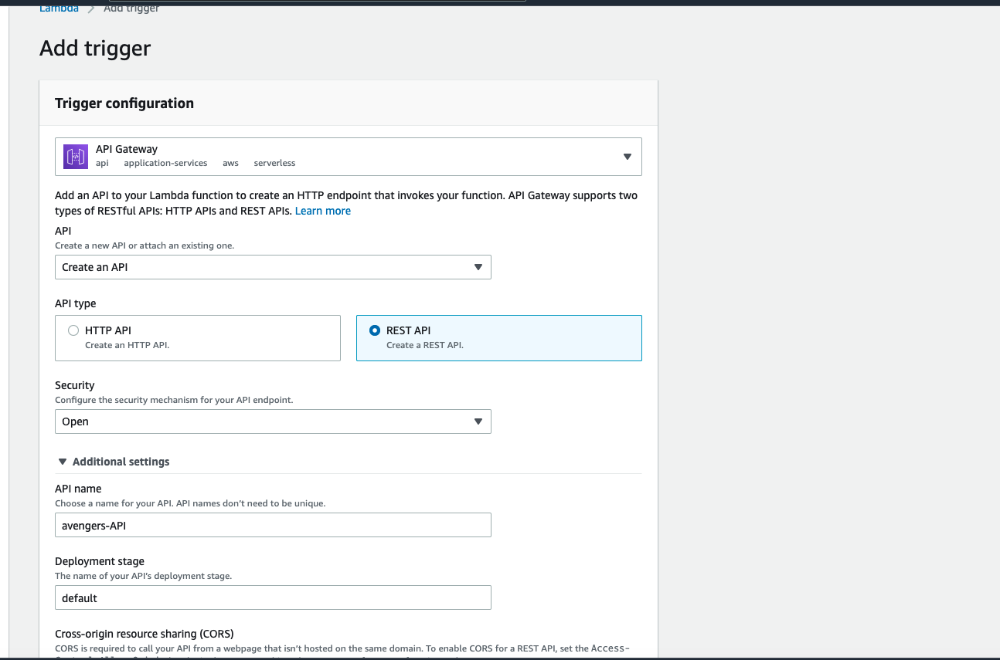 Lambda > Add trigger
Add trigger
Trigger configuration
API Gateway
api application-services aws serverless
Add an API to your Lambda function to create an HTTP endpoint that invokes your function. API Gateway supports two
types of RESTful APIs: HTTP APIs and REST APIs. Learn more
API
Create a new API or attach an existing one.
Create an API
API type
HTTP API
Create an HTTP API.
REST API
Create a REST API.
Security
Configure the security mechanism for your API endpoint.
Open
Additional settings
API name
Choose a name for your API. API names don’t need to be unique.
avengers-API
Deployment stage
The name of your API’s deployment stage.
default
Cross-origin resource sharing (CORS)
CORS is required to call your API from a webpage that isn’t hosted on the same domain. To enable CORS for a REST API, set the Access-